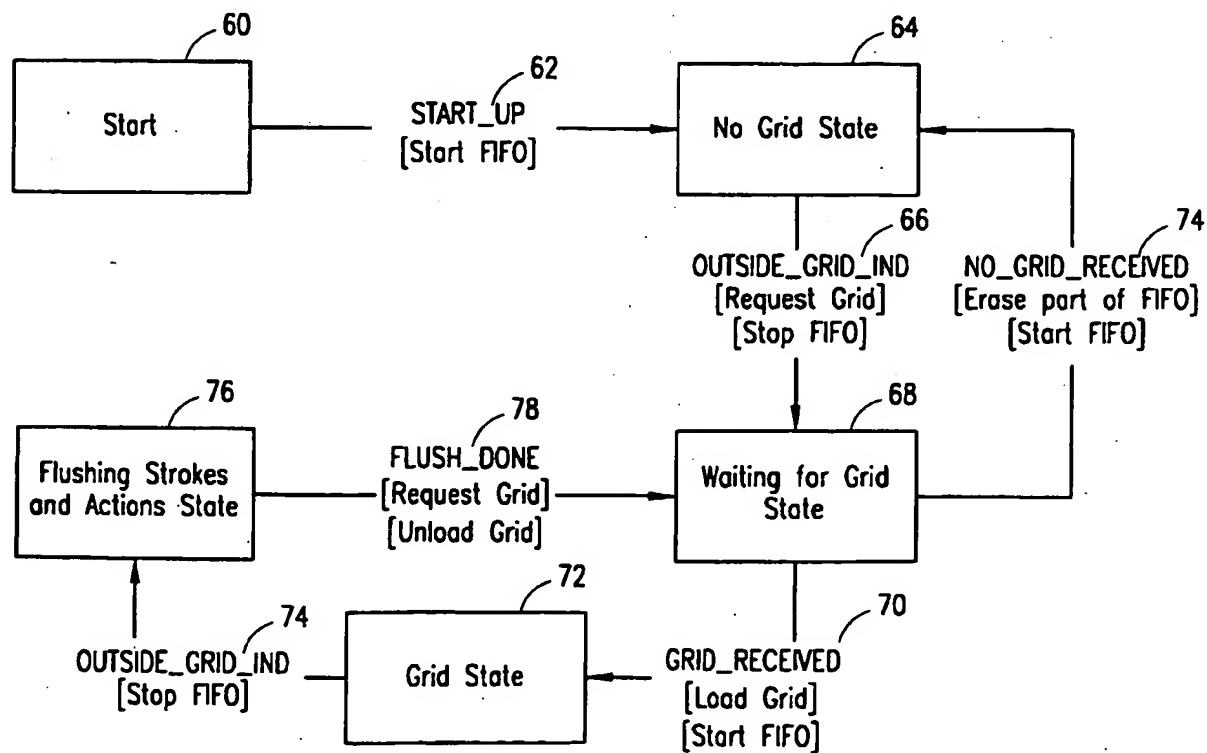 60
Start
62
START_UP
[Start FIFO]
64
No Grid State
66
OUTSIDE_GRID_IND
[Request Grid]
[Stop FIFO]
74
NO_GRID_RECEIVED
[Erase part of FIFO]
[Start FIFO]
76
Flushing Strokes
and Actions State
78
FLUSH_DONE
[Request Grid]
[Unload Grid]
68
Waiting for Grid
State
74
OUTSIDE_GRID_IND
[Stop FIFO]
72
Grid State
70
GRID_RECEIVED
[Load Grid]
[Start FIFO]